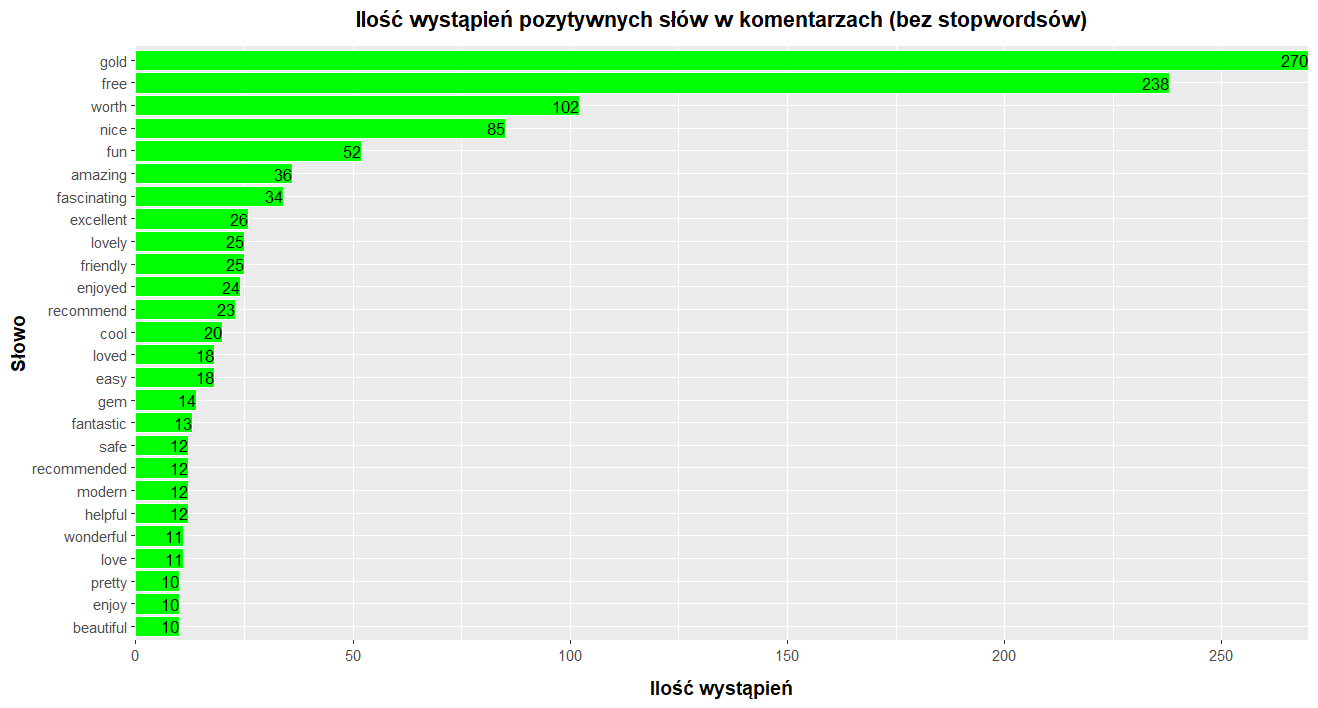 Ilość wystąpień pozytywnych słów w komentarzach (bez stopwordsów)
Słowo
gold 270
free 238
worth 102
nice 85
fun 52
amazing 36
fascinating 34
excellent 26
lovely 25
friendly 25
enjoyed 24
recommend 23
cool 20
loved 18
easy 18
gem 14
fantastic 13
safe 12
recommended 12
modern 12
helpful 12
wonderful 11
love 11
pretty 10
enjoy 10
beautiful 10
0 50 100 150 200 250
Ilość wystąpień